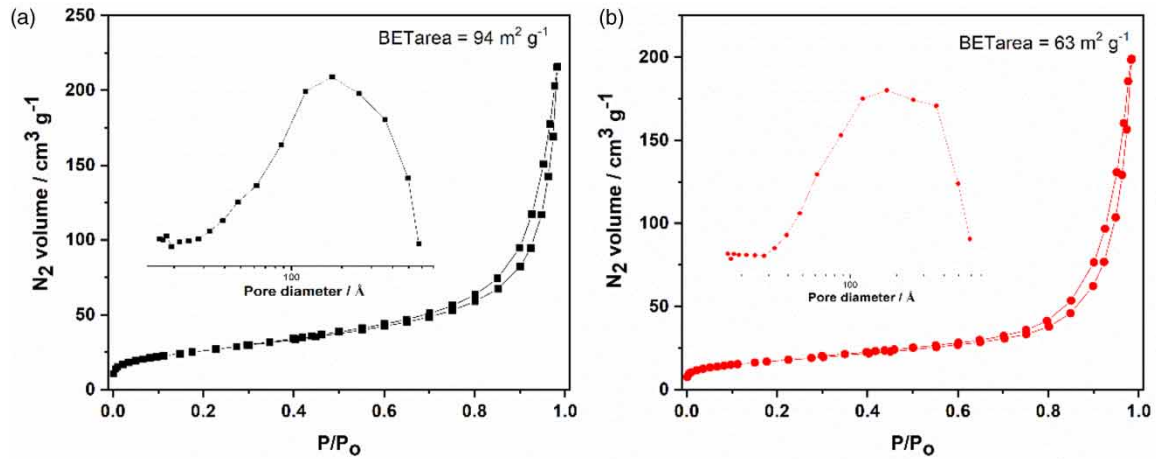 (a)
250
200
150
100
50
0
N₂ volume / cm³ g⁻¹
BETarea = 94 m² g⁻¹
100
Pore diameter / Å
0.0 0.2 0.4 0.6 0.8 1.0
P/Pₒ
(b)
200
150
100
50
0
N₂ volume / cm³ g⁻¹
BETarea = 63 m² g⁻¹
100
Pore diameter / Å
0.0 0.2 0.4 0.6 0.8 1.0
P/Pₒ